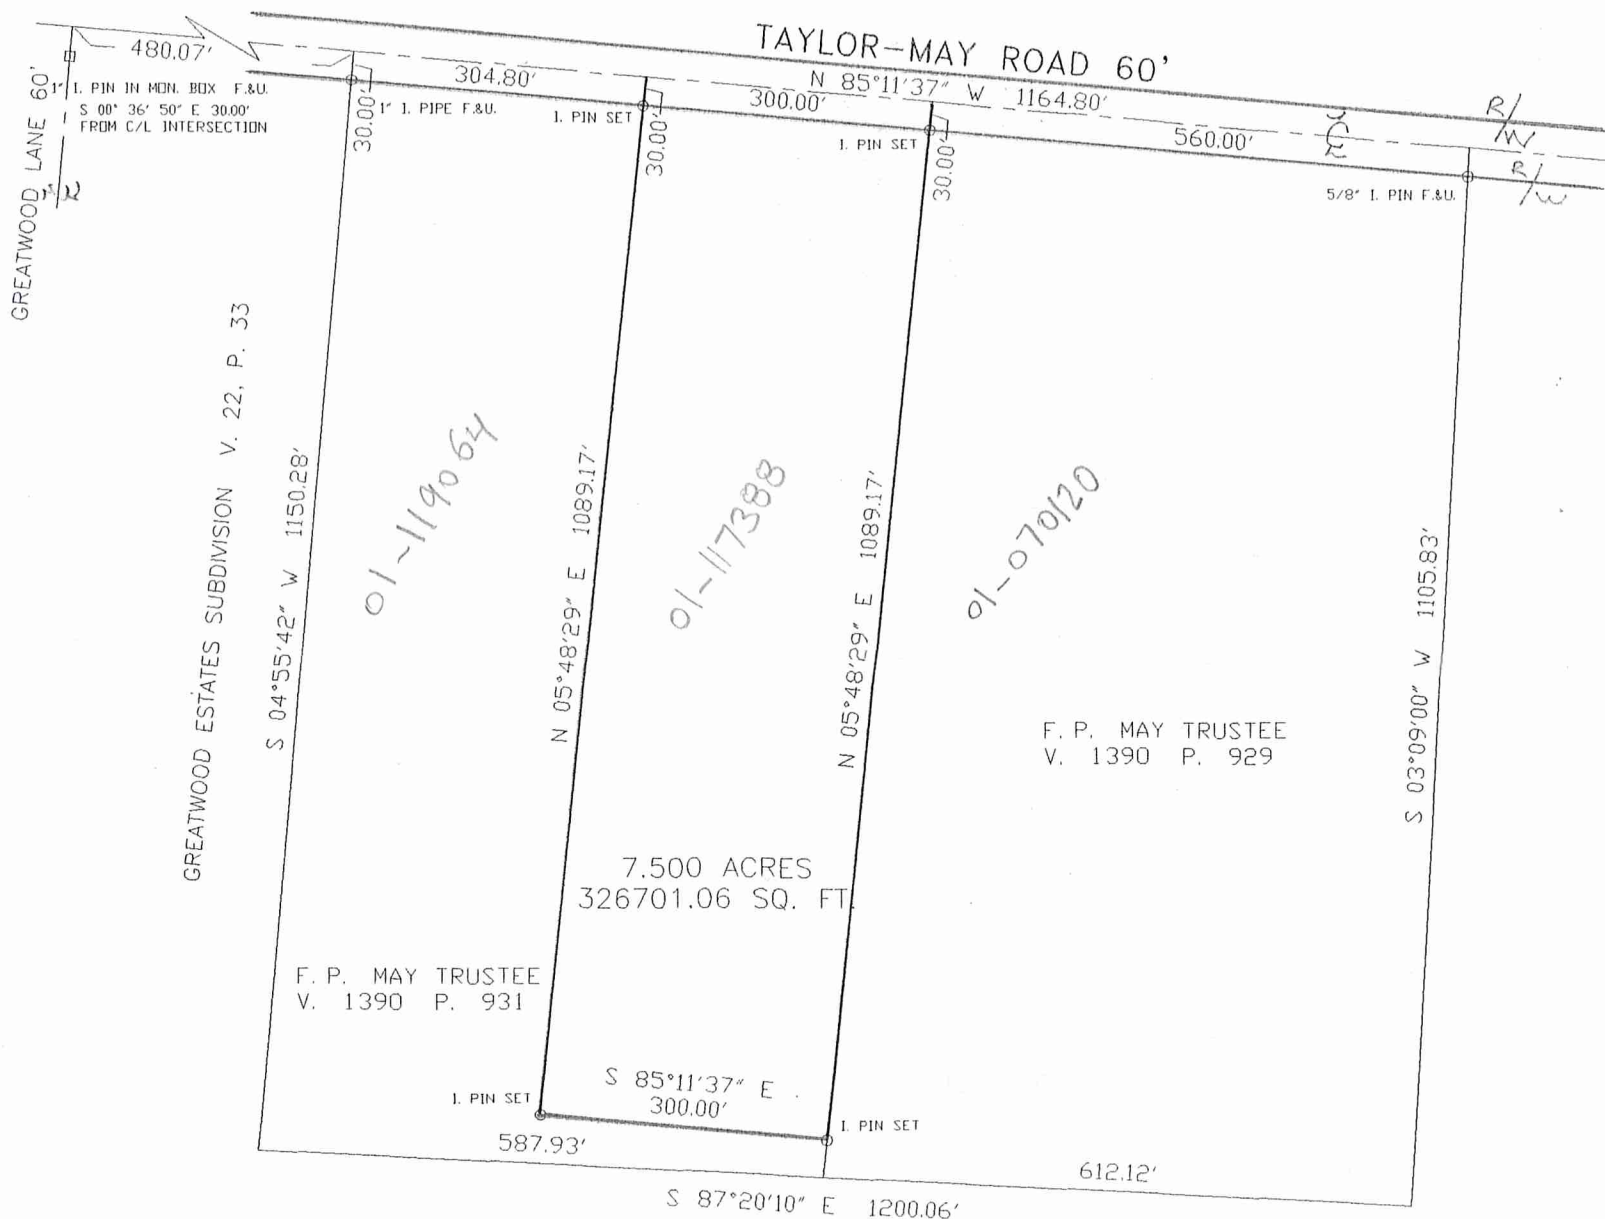 TAYLOR-MAY ROAD 60'
480.07'
304.80'
N 85°11'37" W 1164.80'
300.00'
560.00'
R/W
R/W
1" I. PIN IN MON. BOX F.&U.
S 00° 36' 50" E 30.00'
FROM C/L INTERSECTION
GREATWOOD LANE 60'
30.00'
1" I. PIPE F.&U.
I. PIN SET
30.00'
I. PIN SET
30.00'
5/8" I. PIN F.&U.
GREATWOOD ESTATES SUBDIVISION V. 22, P. 33
S 04°55'42" W 1150.28'
01-119064
N 05°48'29" E 1089.17'
01-117388
N 05°48'29" E 1089.17'
01-070120
S 03°09'00" W 1105.83'
F. P. MAY TRUSTEE
V. 1390 P. 929
7.500 ACRES
326701.06 SQ. FT.
F. P. MAY TRUSTEE
V. 1390 P. 931
S 85°11'37" E
300.00'
I. PIN SET
I. PIN SET
587.93'
612.12'
S 87°20'10" E 1200.06'